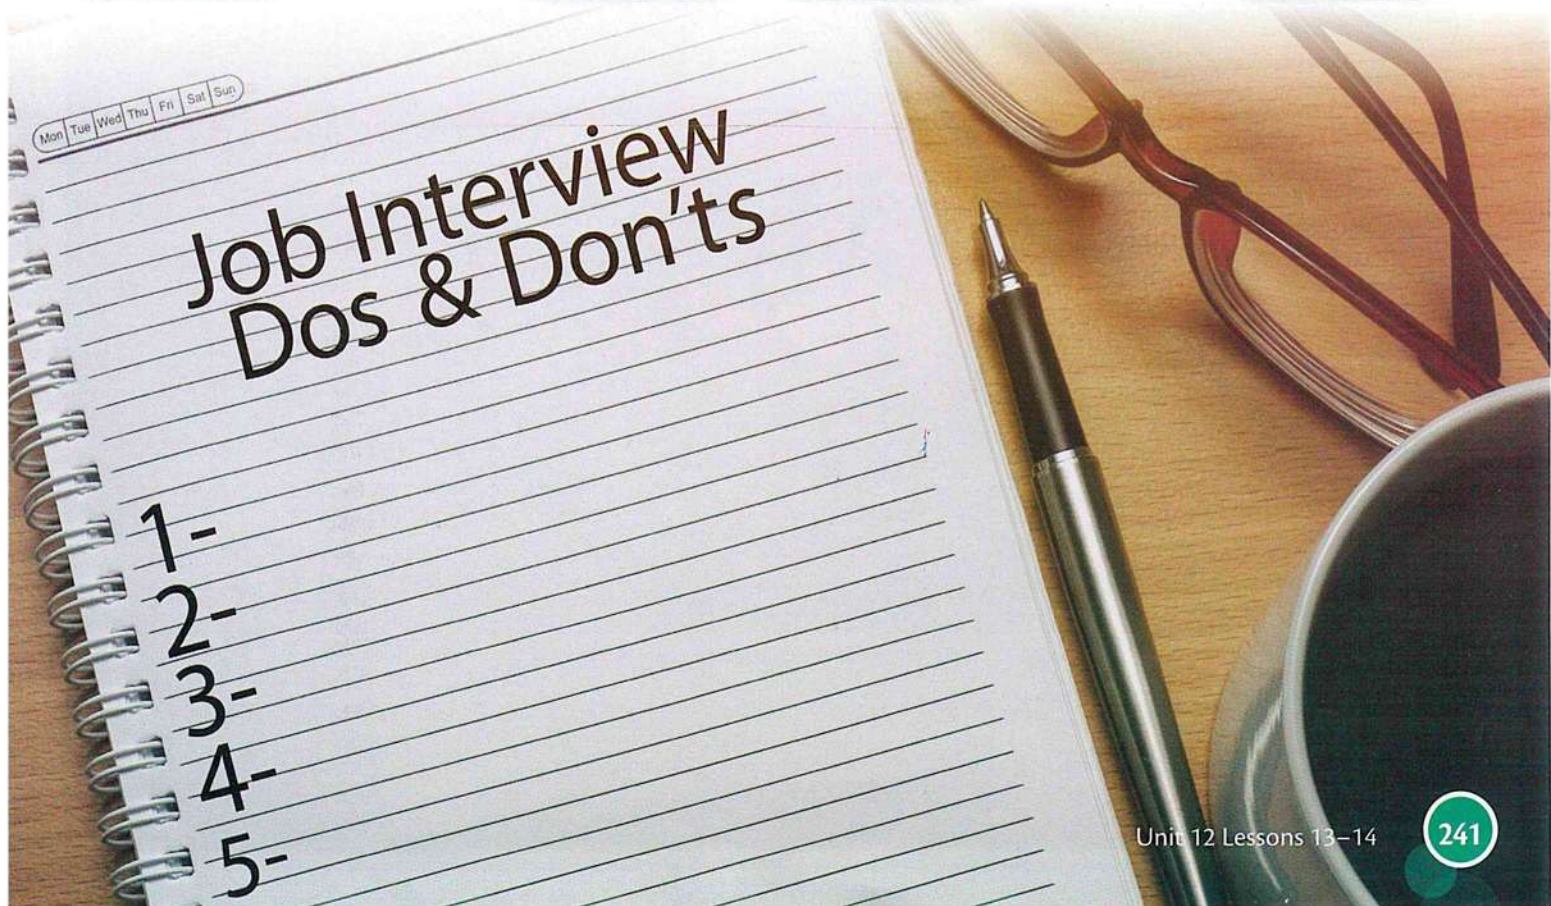 Mon Tue Wed Thu Fri Sat Sun
Job Interview
Dos & Don'ts
1-
2-
3-
4-
5-
Unit 12 Lessons 13–14
241